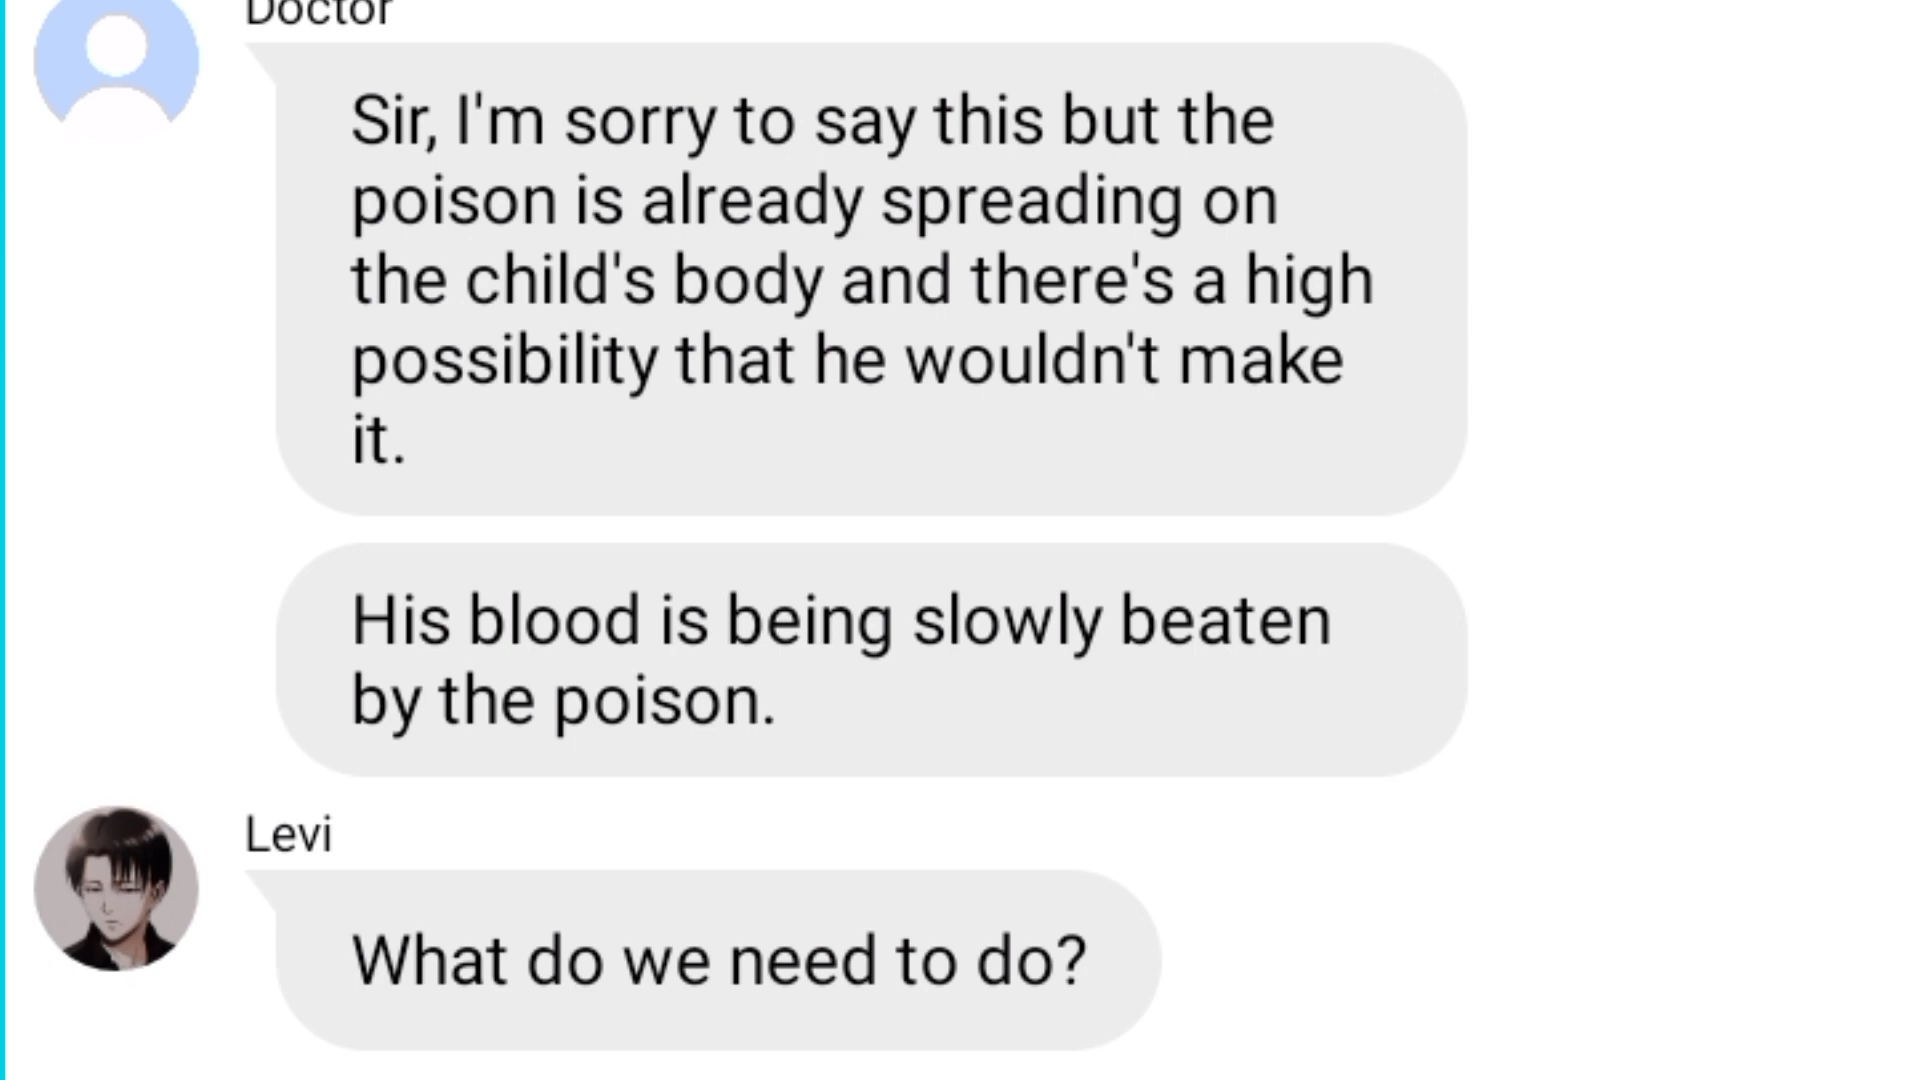 Doctor
Sir, I'm sorry to say this but the
poison is already spreading on
the child's body and there's a high
possibility that he wouldn't make
it.
His blood is being slowly beaten
by the poison.
Levi
What do we need to do?